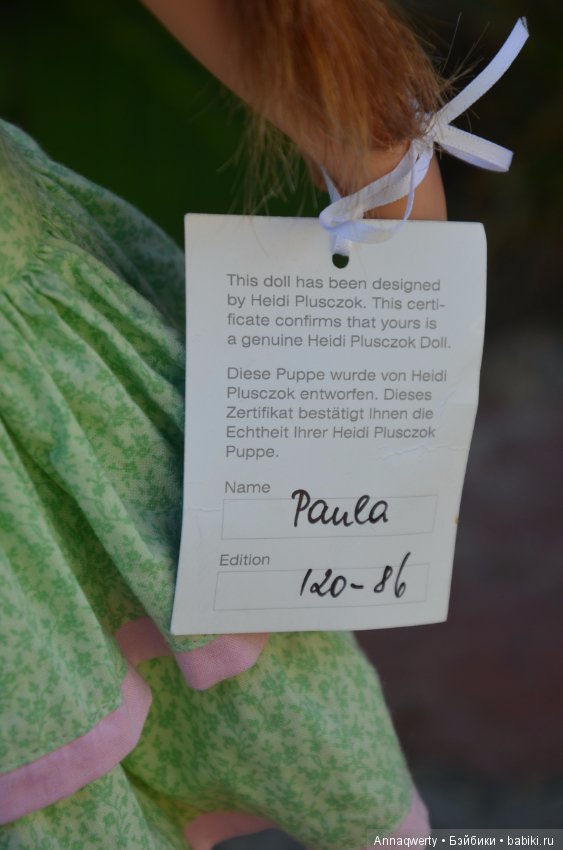 This doll has been designed
by Heidi Plusczok. This certi-
ficate confirms that yours is
a genuine Heidi Plusczok Doll.
Diese Puppe wurde von Heidi
Plusczok entworfen. Dieses
Zertifikat bestätigt Ihnen die
Echtheit Ihrer Heidi Plusczok
Puppe.
Name
Paula
Edition
120-86
Annaqwerty • Бэйбики • babiki.ru